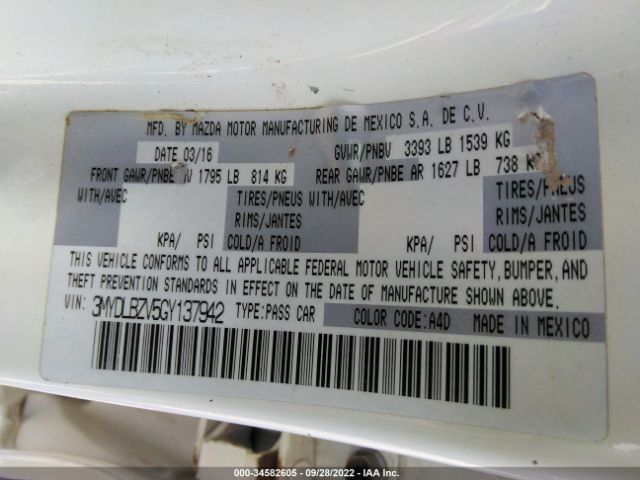 MFD. BY MAZDA MOTOR MANUFACTURING DE MEXICO S.A. DE C.V.
DATE 03/16 GVWR/PNBV 3393 LB 1539 KG
FRONT GAWR/PNBE AV 1795 LB 814 KG REAR GAWR/PNBE AR 1627 LB 738 KG
WITH/AVEC TIRES/PNEUS WITH/AVEC TIRES/PNEUS
RIMS/JANTES RIMS/JANTES
KPA/ PSI COLD/A FROID KPA/ PSI COLD/A FROID
THIS VEHICLE CONFORMS TO ALL APPLICABLE FEDERAL MOTOR VEHICLE SAFETY, BUMPER, AND
THEFT PREVENTION STANDARDS IN EFFECT ON THE DATE OF MANUFACTURE SHOWN ABOVE.
VIN: 3MYDLBZV5GY137942 TYPE:PASS CAR COLOR CODE:A4D MADE IN MEXICO
000-34582605 - 09/28/2022 - IAA Inc.